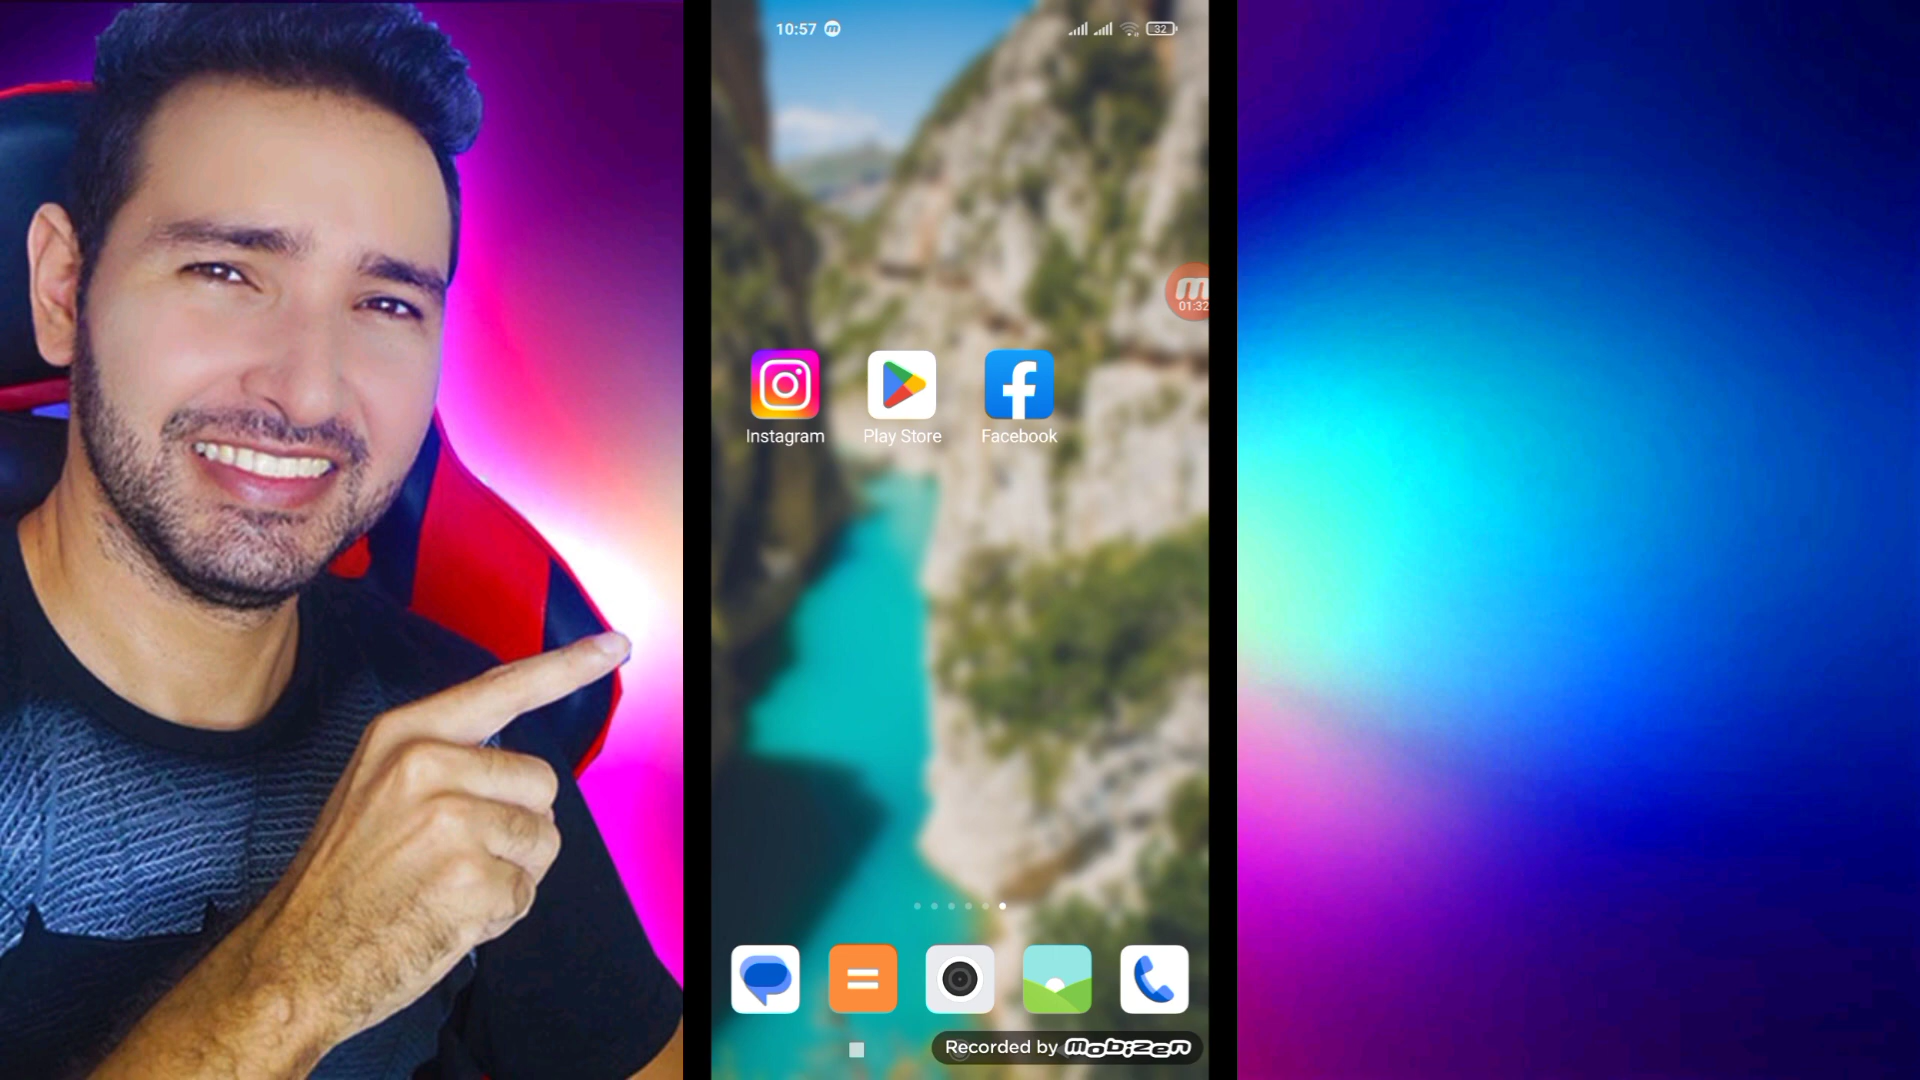 10:57
32
01:32
Instagram
Play Store
Facebook
Recorded by Mobizen